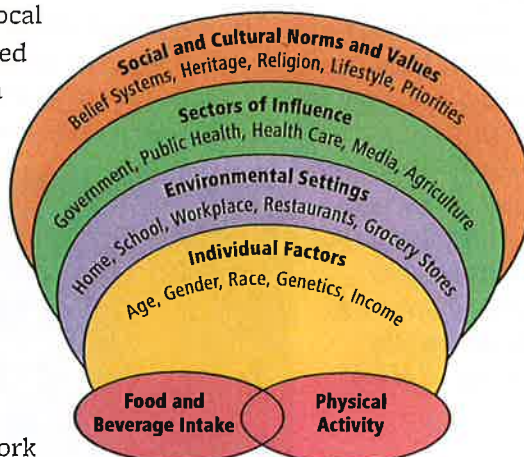 ocal
ed
Social and Cultural Norms and Values
Belief Systems, Heritage, Religion, Lifestyle, Priorities
Sectors of Influence
Government, Public Health, Health Care, Media, Agriculture
Environmental Settings
Home, School, Workplace, Restaurants, Grocery Stores
Individual Factors
Age, Gender, Race, Genetics, Income
Food and
Beverage Intake
Physical
Activity
ork